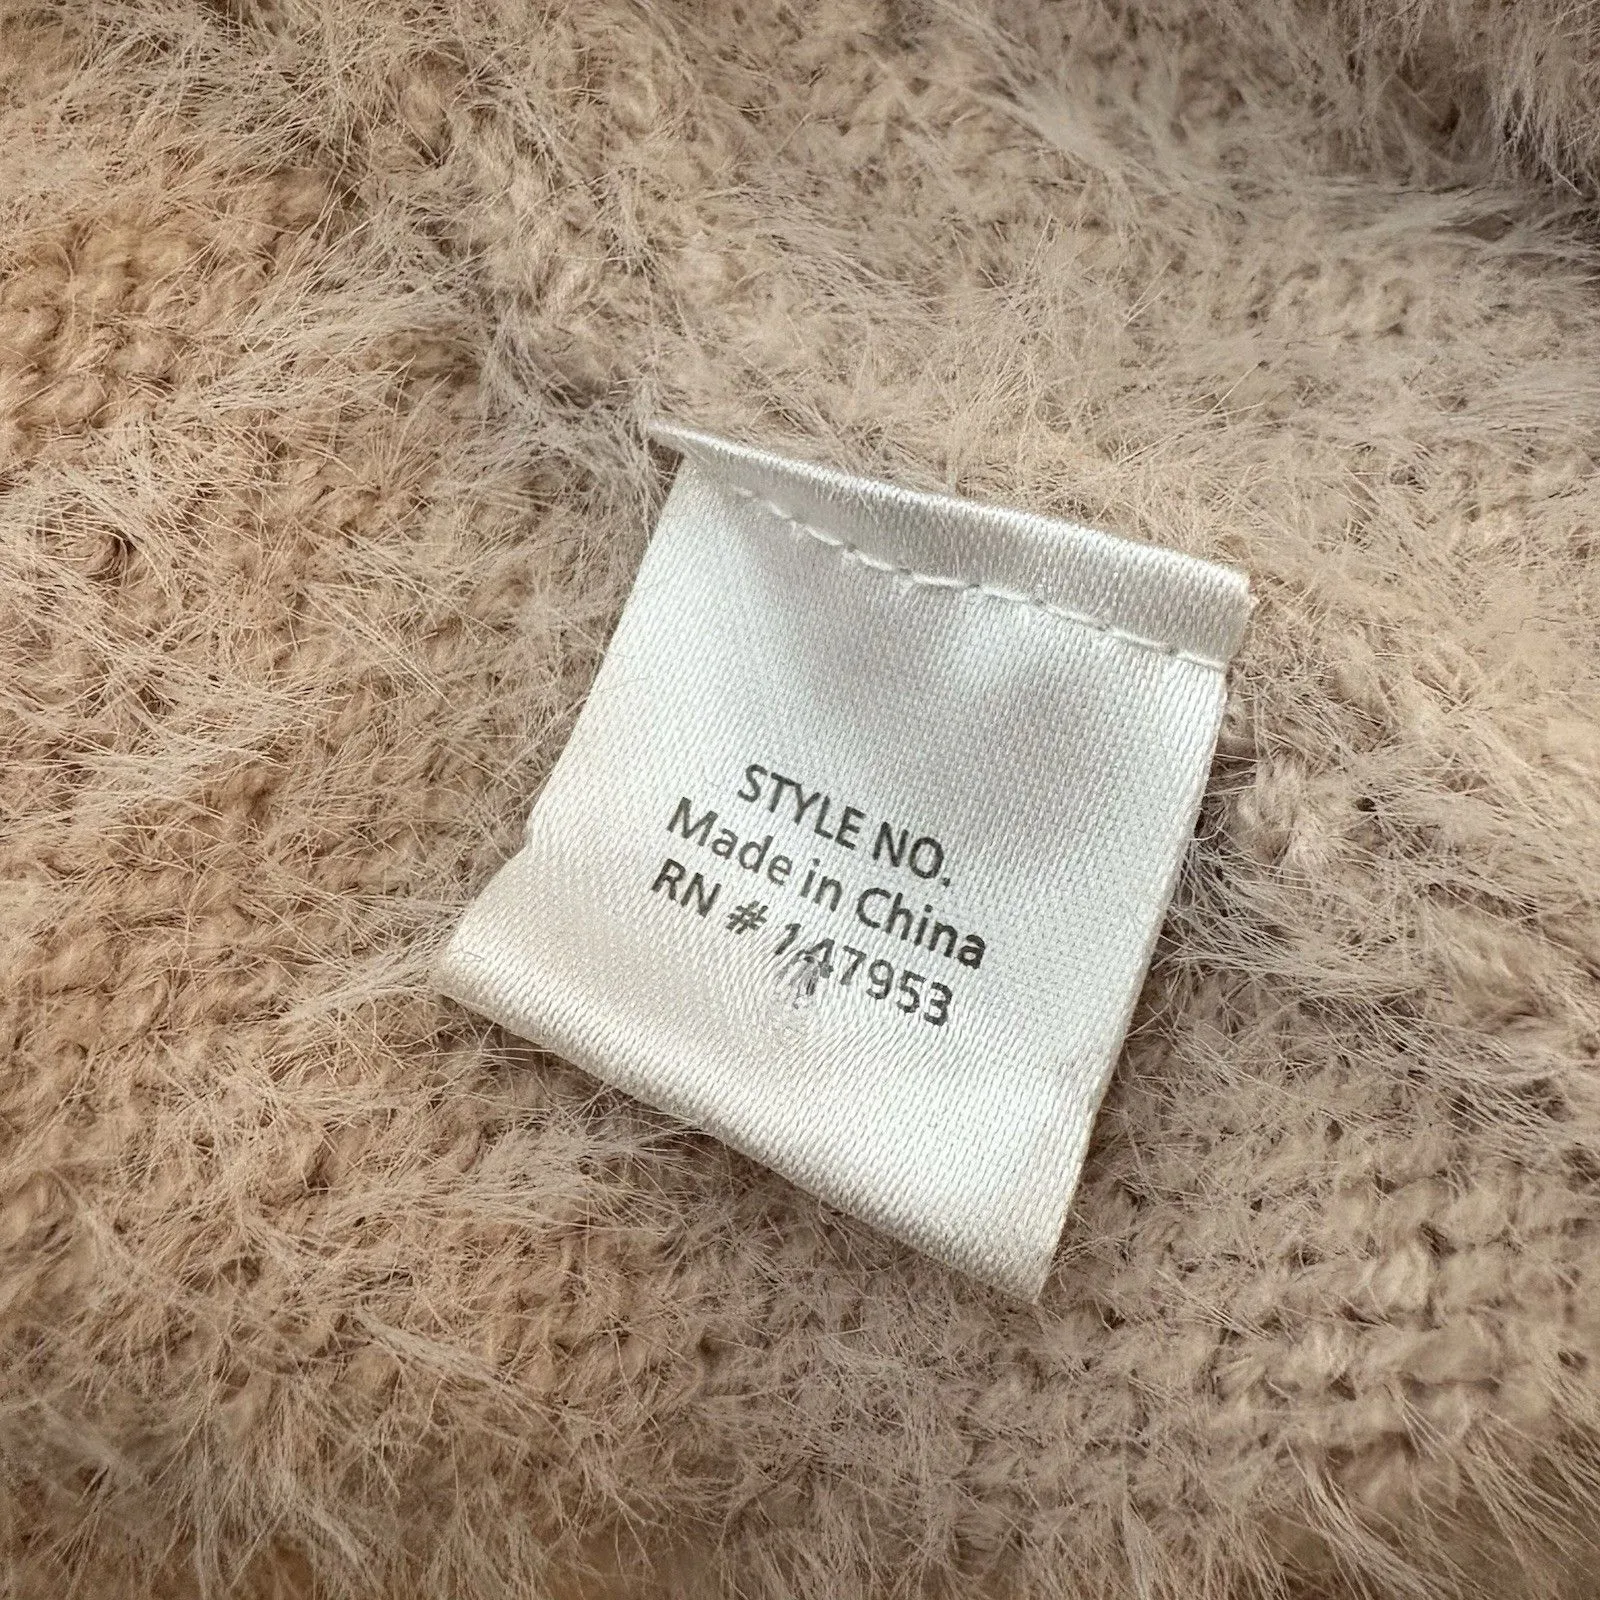 STYLE NO.
Made in China
RN # 147953